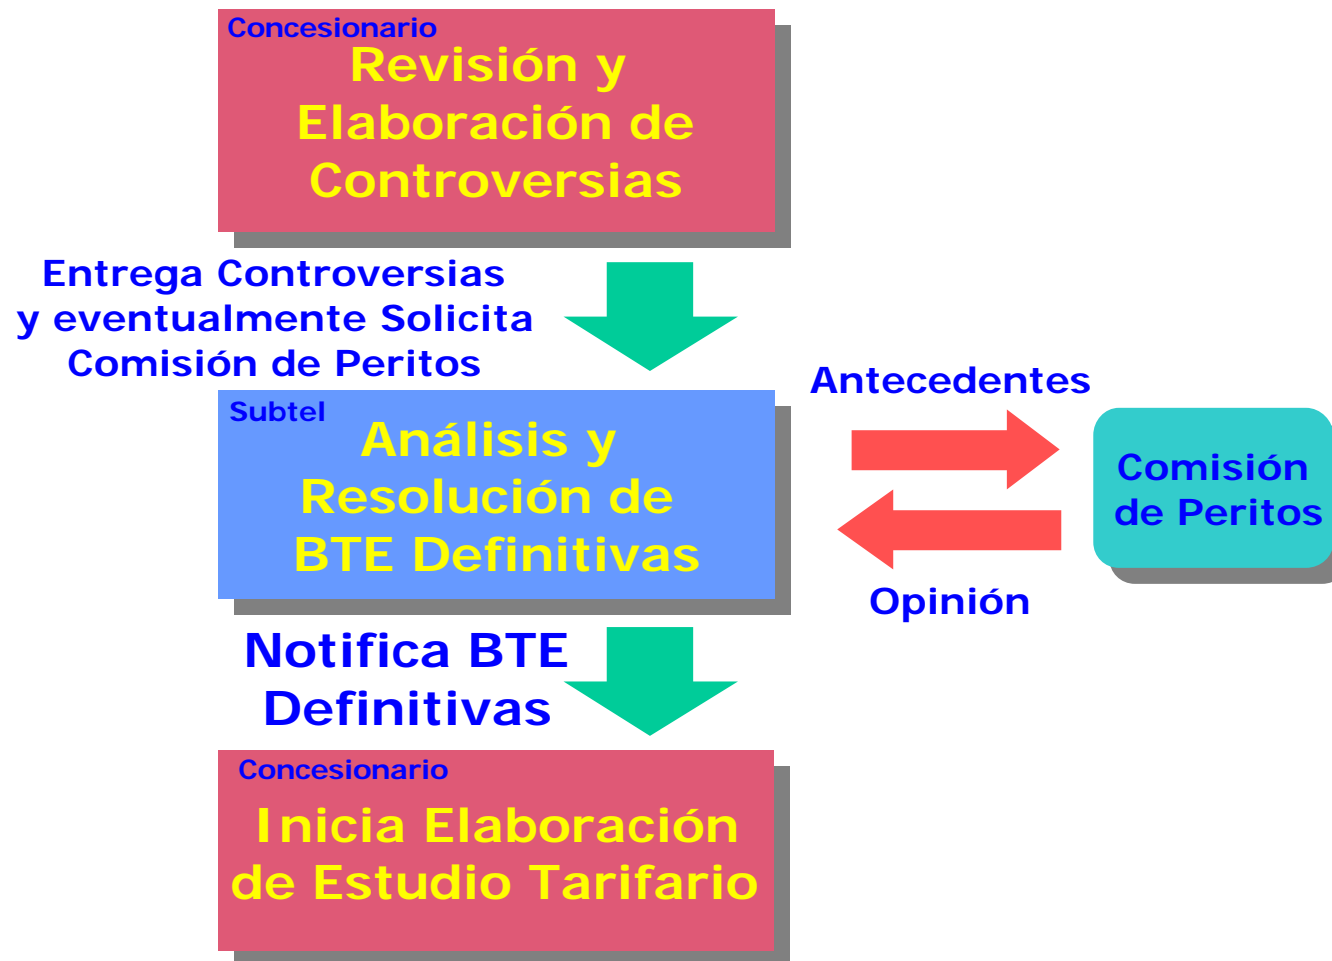 Concesionario
Revisión y
Elaboración de
Controversias
Entrega Controversias
y eventualmente Solicita
Comisión de Peritos
Subtel
Análisis y
Resolución de
BTE Definitivas
Antecedentes
Comisión
de Peritos
Opinión
Notifica BTE
Definitivas
Concesionario
Inicia Elaboración
de Estudio Tarifario